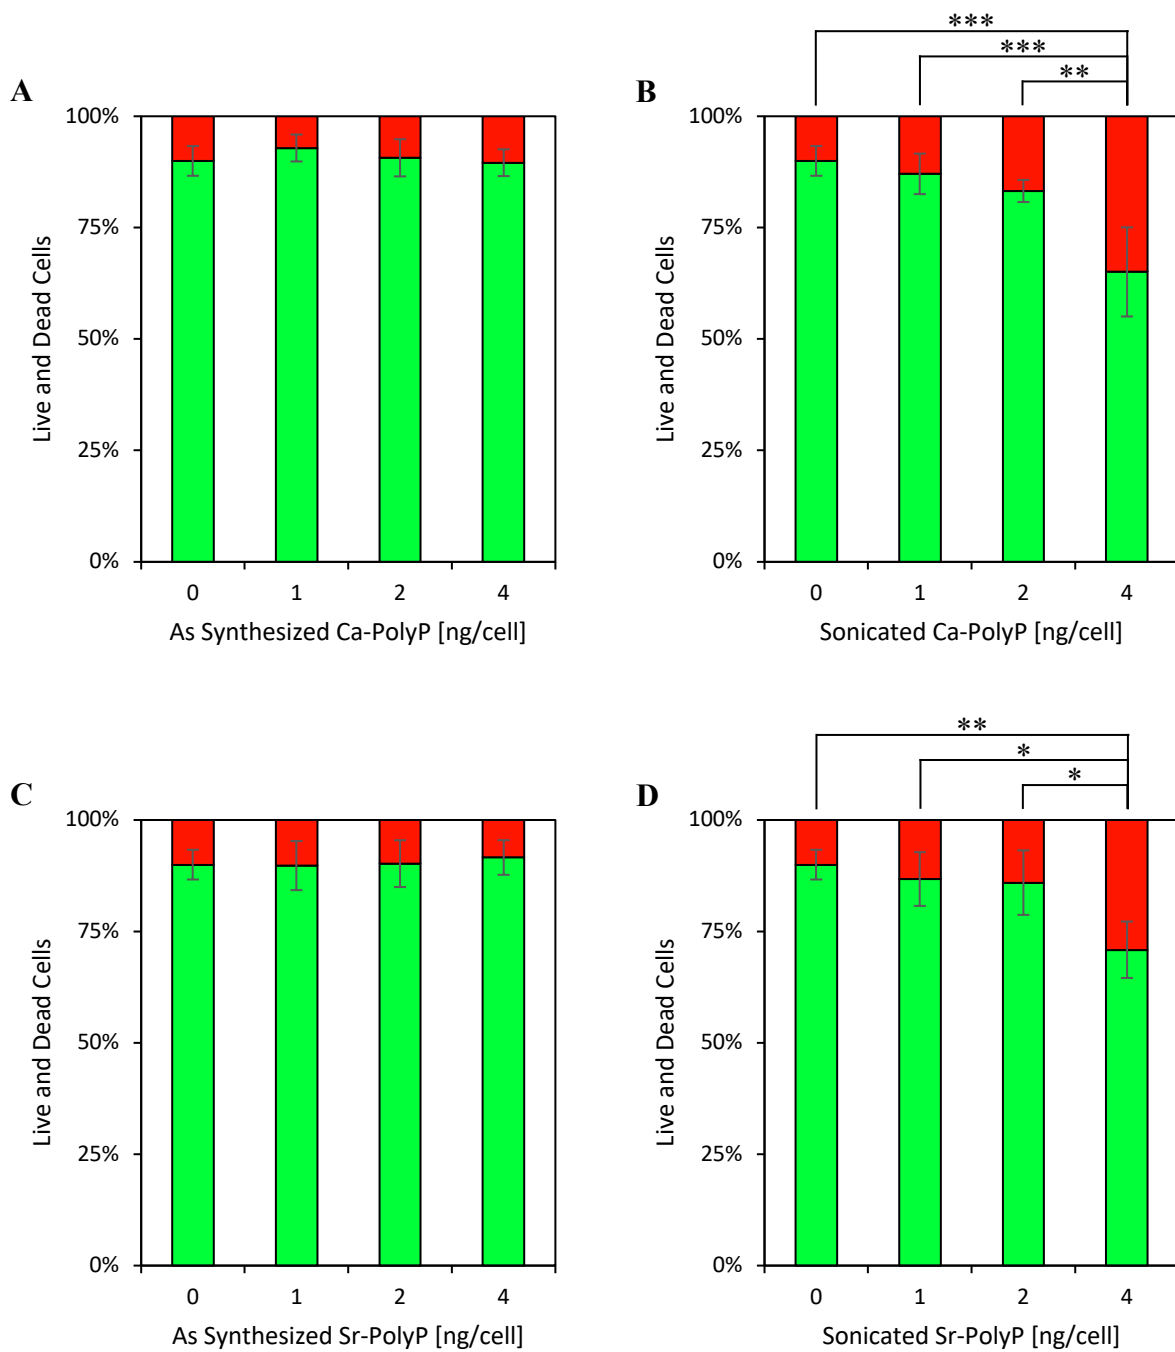 A
100%
75%
50%
25%
0%
Live and Dead Cells
0 1 2 4
As Synthesized Ca-PolyP [ng/cell]
B
***
***
**
100%
75%
50%
25%
0%
Live and Dead Cells
0 1 2 4
Sonicated Ca-PolyP [ng/cell]
C
100%
75%
50%
25%
0%
Live and Dead Cells
0 1 2 4
As Synthesized Sr-PolyP [ng/cell]
D
**
*
*
100%
75%
50%
25%
0%
Live and Dead Cells
0 1 2 4
Sonicated Sr-PolyP [ng/cell]